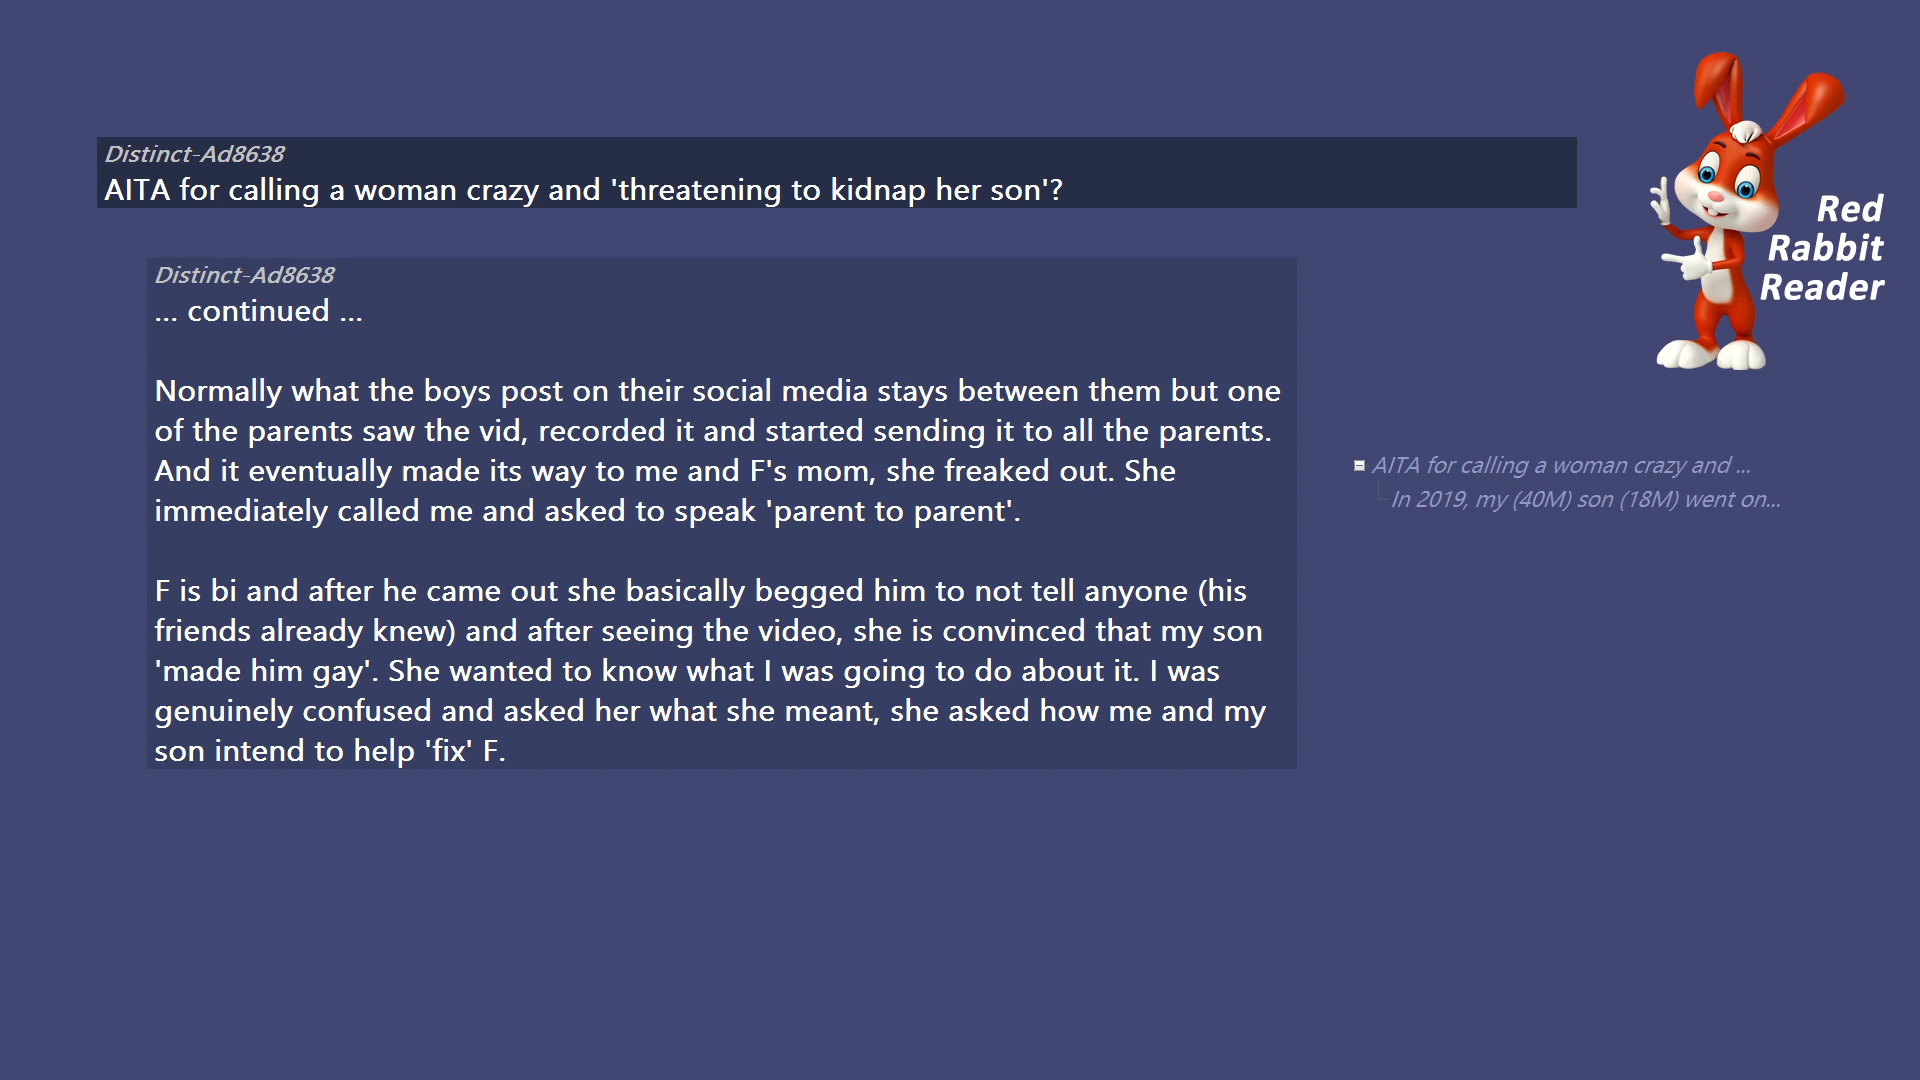 Distinct-Ad8638
AITA for calling a woman crazy and 'threatening to kidnap her son'?
Red
Rabbit
Reader
Distinct-Ad8638
... continued ...
Normally what the boys post on their social media stays between them but one
of the parents saw the vid, recorded it and started sending it to all the parents.
And it eventually made its way to me and F's mom, she freaked out. She
immediately called me and asked to speak 'parent to parent'.
F is bi and after he came out she basically begged him to not tell anyone (his
friends already knew) and after seeing the video, she is convinced that my son
'made him gay'. She wanted to know what I was going to do about it. I was
genuinely confused and asked her what she meant, she asked how me and my
son intend to help 'fix' F.
AITA for calling a woman crazy and ...
In 2019, my (40M) son (18M) went on...